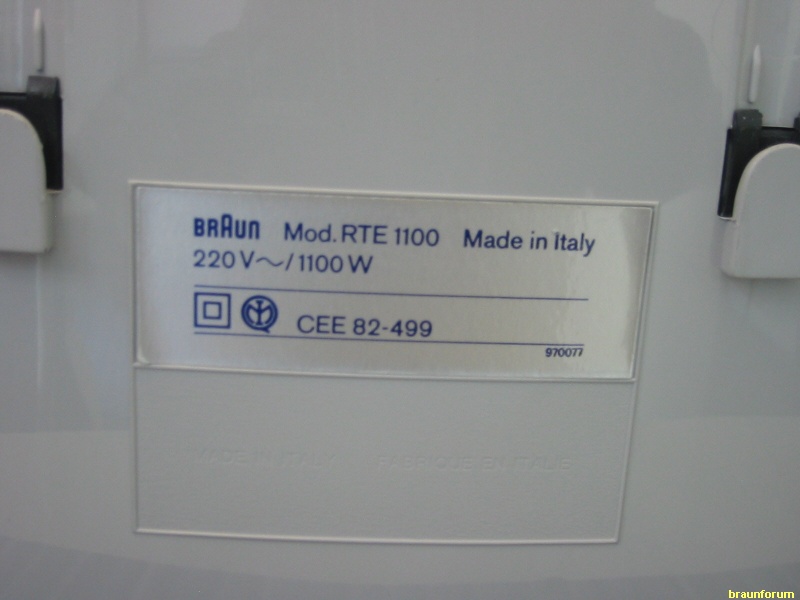 BRAUN Mod. RTE 1100 Made in Italy
220 V~/1100 W
CEE 82-499
970077
MADE IN ITALY FABRIQUE EN ITALIE
braunforum